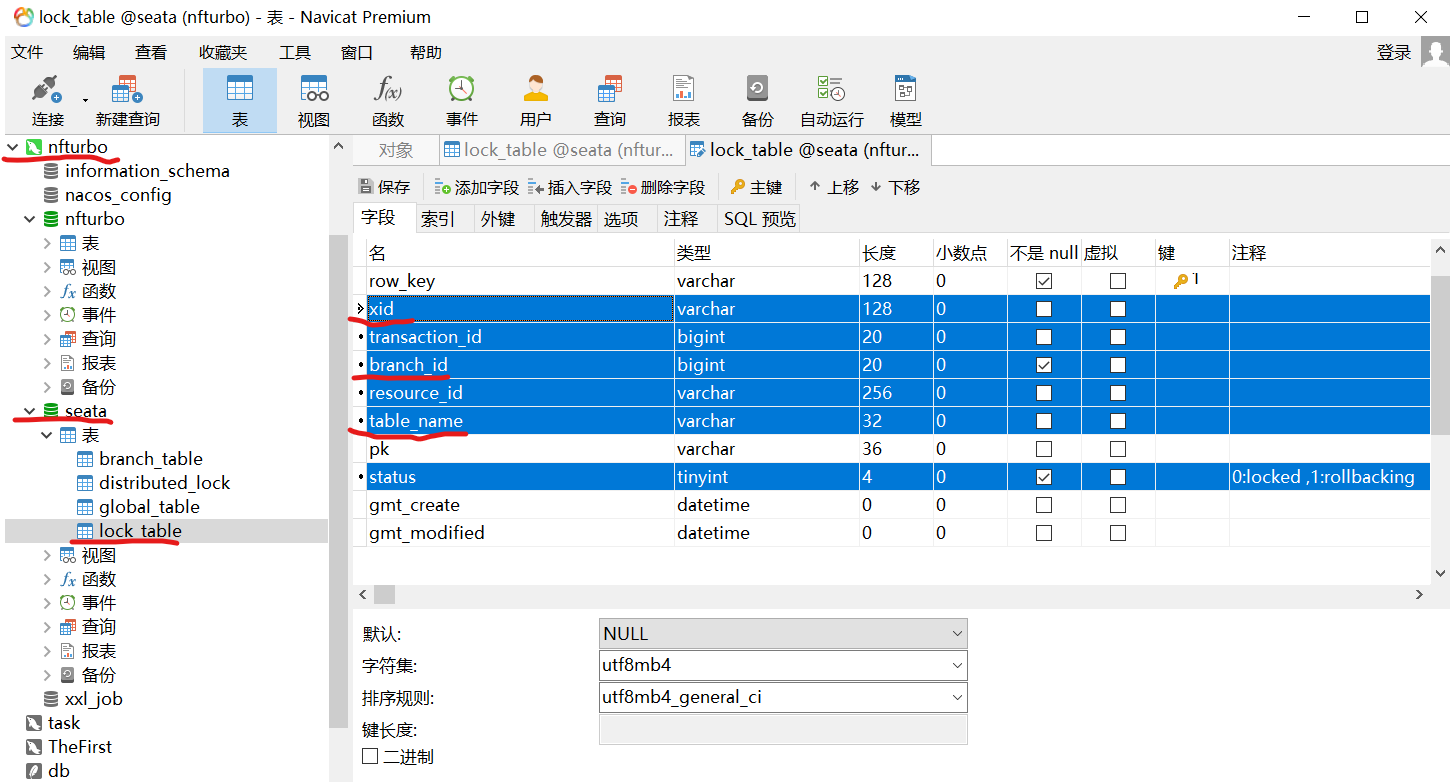 lock_table @seata (nfturbo) - 表 - Navicat Premium
文件 编辑 查看 收藏夹 工具 窗口 帮助 登录
连接 新建查询 表 视图 函数 事件 用户 查询 报表 备份 自动运行 模型
nfturbo
information_schema
nacos_config
nfturbo
表
视图
函数
事件
查询
报表
备份
seata
表
branch_table
distributed_lock
global_table
lock_table
视图
函数
事件
查询
报表
备份
xxl_job
task
TheFirst
db
对象 lock_table @seata (nftur... lock_table @seata (nftur...
保存 添加字段 插入字段 删除字段 主键 上移 下移
字段 索引 外键 触发器 选项 注释 SQL 预览
名 类型 长度 小数点 不是 null 虚拟 键 注释
row_key varchar 128 0 1
xid varchar 128 0
transaction_id bigint 20 0
branch_id bigint 20 0
resource_id varchar 256 0
table_name varchar 32 0
pk varchar 36 0
status tinyint 4 0 0:locked ,1:rollbacking
gmt_create datetime 0 0
gmt_modified datetime 0 0
默认: NULL
字符集: utf8mb4
排序规则: utf8mb4_general_ci
键长度:
二进制